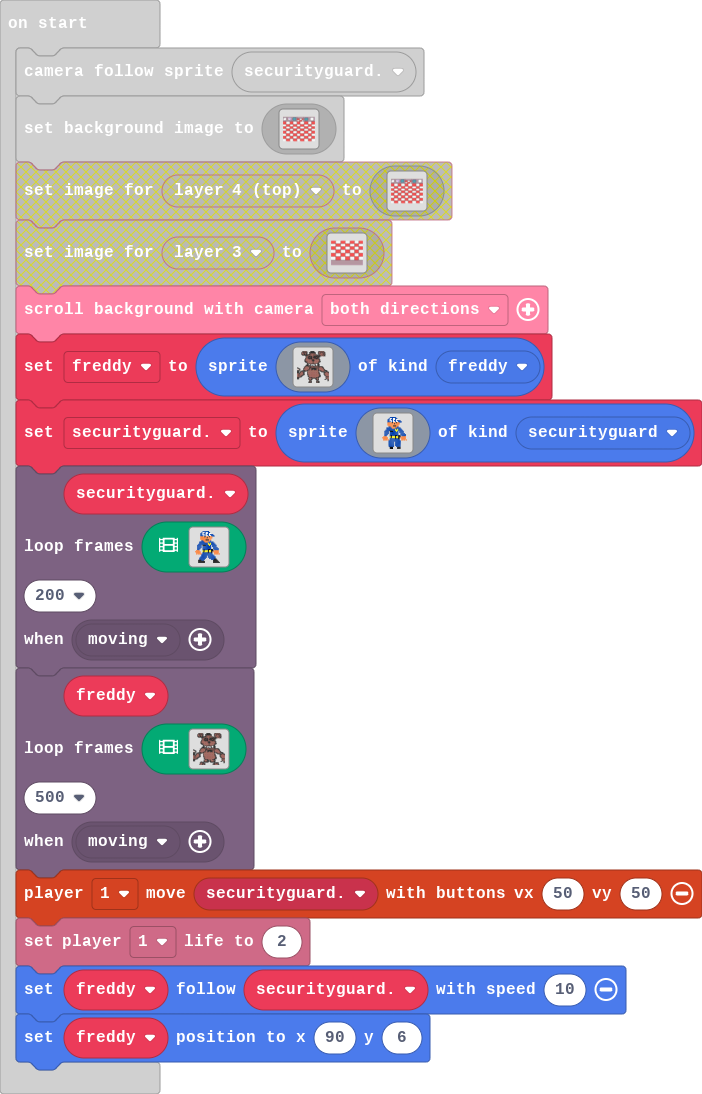 on start
camera follow sprite securityguard.
set background image to
set image for layer 4 (top) to
set image for layer 3 to
scroll background with camera both directions
set freddy to sprite of kind freddy
set securityguard. to sprite of kind securityguard
securityguard.
loop frames
200
when moving
freddy
loop frames
500
when moving
player 1 move securityguard. with buttons vx 50 vy 50
set player 1 life to 2
set freddy follow securityguard. with speed 10
set freddy position to x 90 y 6